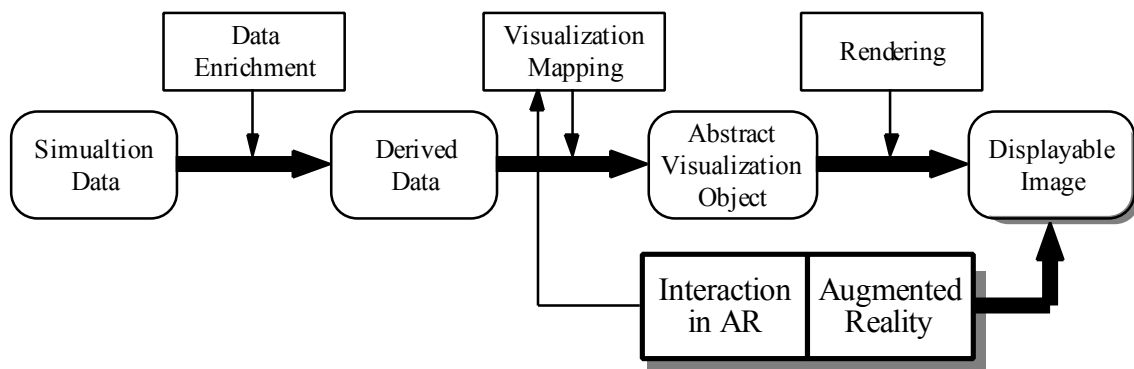 Data
Enrichment
Visualization
Mapping
Rendering
Simualtion
Data
Derived
Data
Abstract
Visualization
Object
Displayable
Image
Interaction
in AR
Augmented
Reality